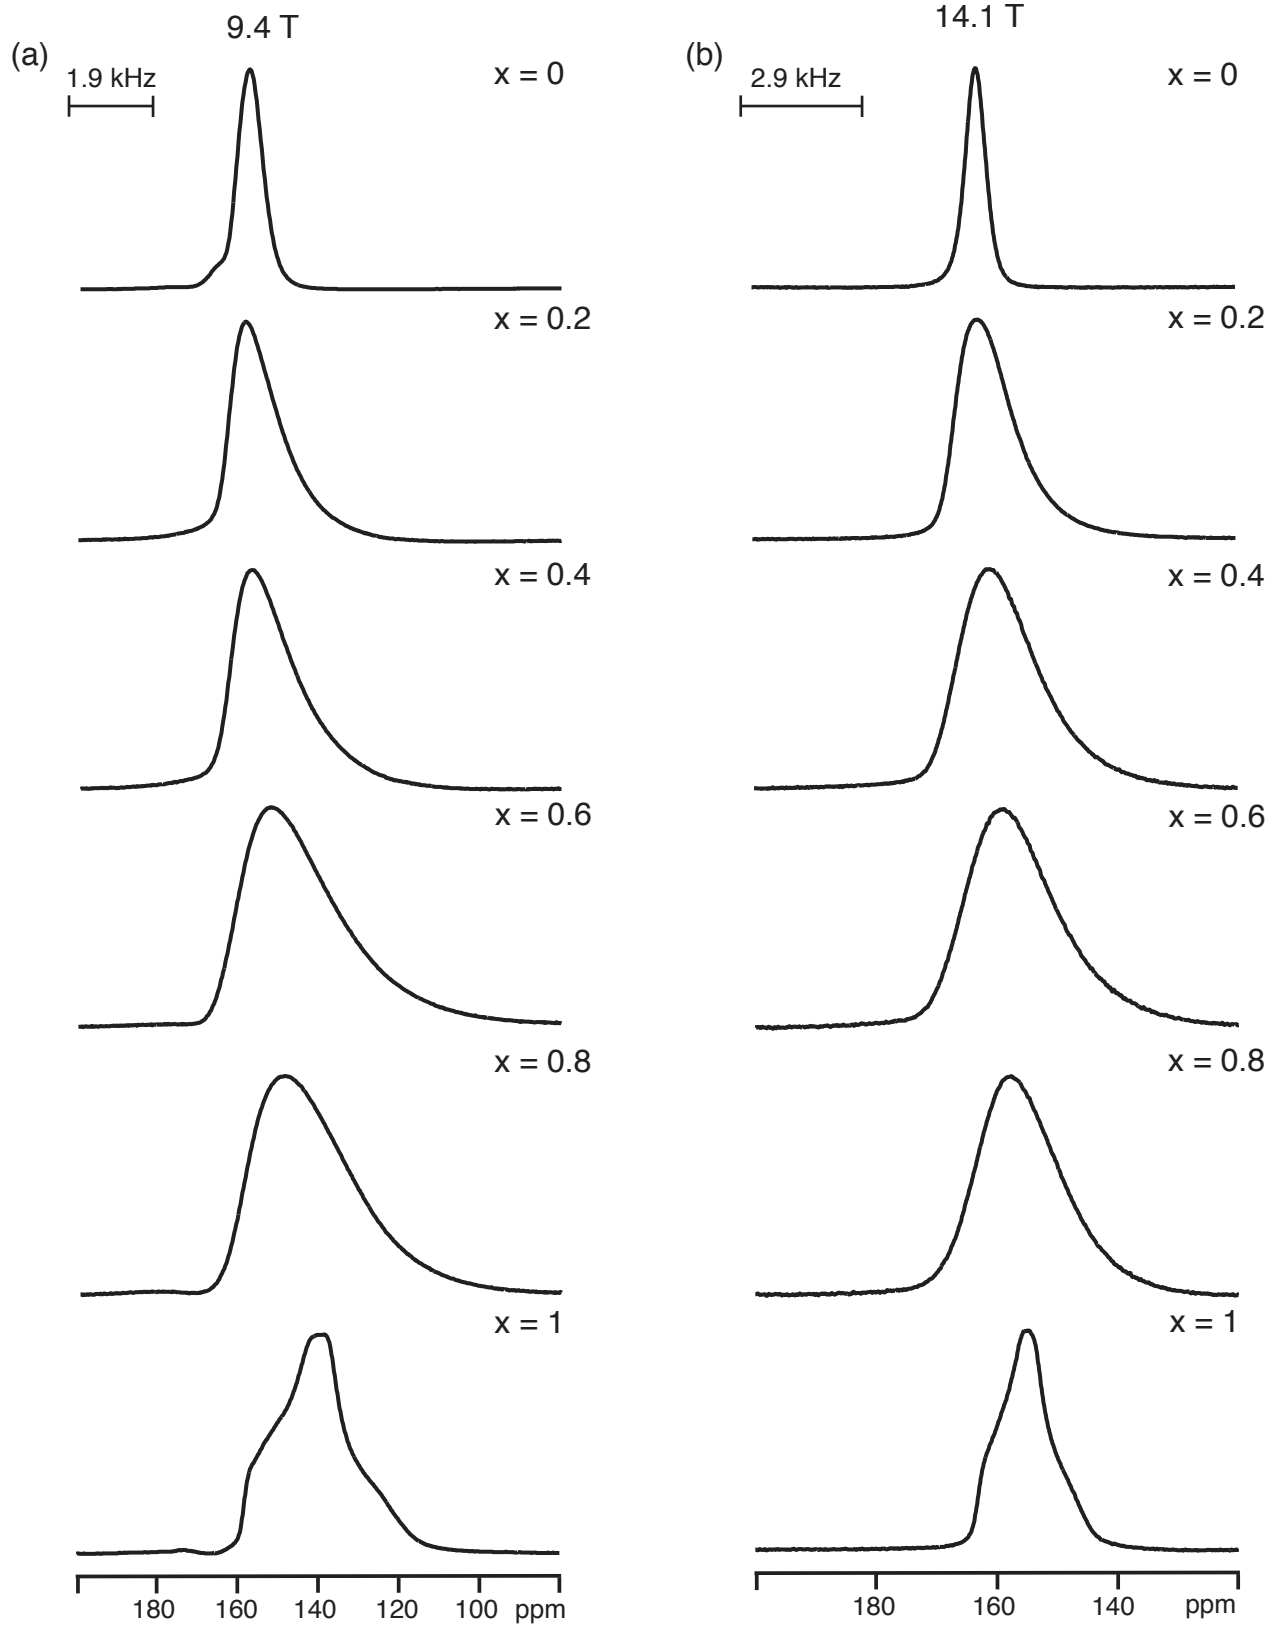 (a)
9.4 T
1.9 kHz
x = 0
x = 0.2
x = 0.4
x = 0.6
x = 0.8
x = 1
180 160 140 120 100 ppm
(b)
14.1 T
2.9 kHz
x = 0
x = 0.2
x = 0.4
x = 0.6
x = 0.8
x = 1
180 160 140 ppm